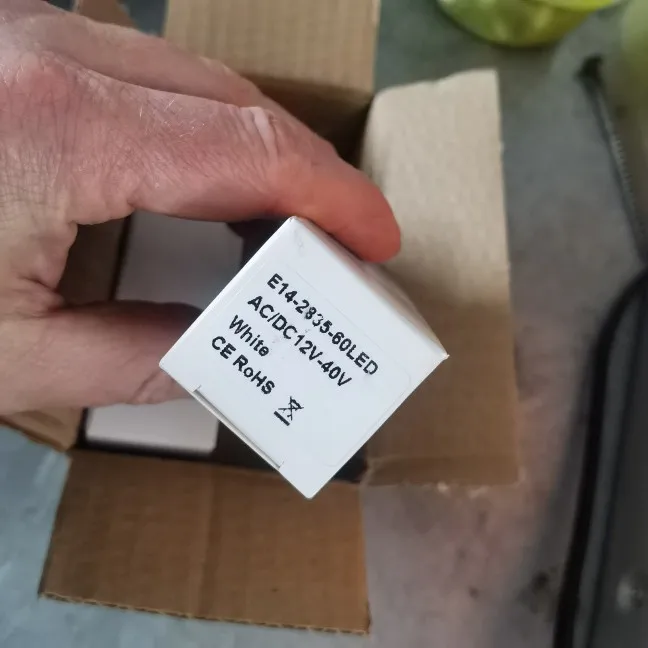 E14-2835-60LED
AC/DC12V-40V
White
CE RoHS